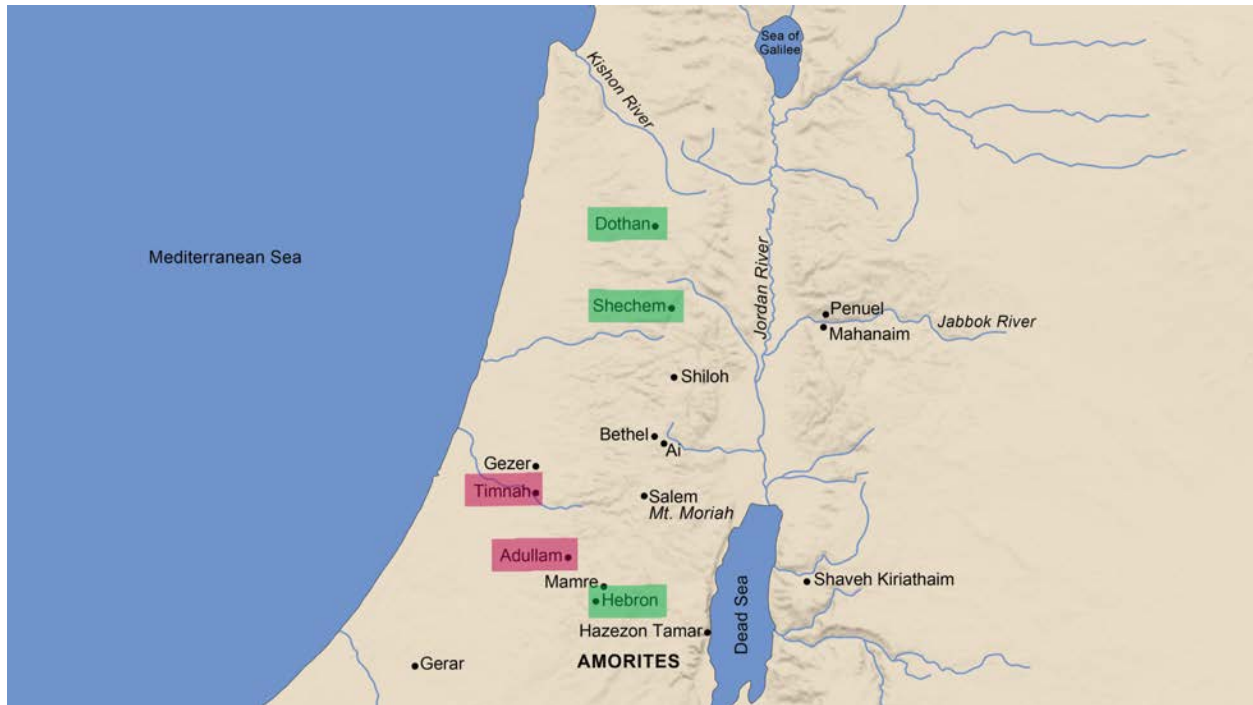 Sea of
Galilee
Kishon River
Dothan
Mediterranean Sea
Jordan River
Shechem
Penuel
Jabbok River
Mahanaim
Shiloh
Bethel
Ai
Gezer
Timnah
Salem
Mt. Moriah
Adullam
Mamre
Shaveh Kiriathaim
Hebron
Dead Sea
Hazezon Tamar
AMORITES
Gerar